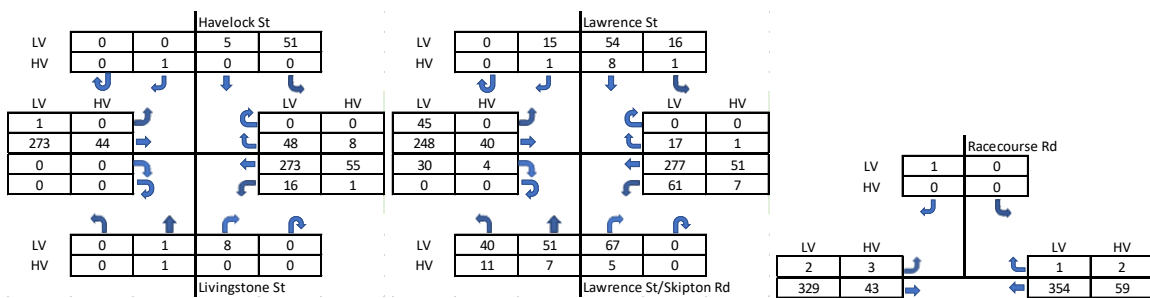 Havelock St
LV 0 0 5 51
HV 0 1 0 0
LV HV
1 0
273 44
0 0
0 0
LV HV
0 0
48 8
273 55
16 1
LV 0 1 8 0
HV 0 1 0 0
Livingstone St
Lawrence St
LV 0 15 54 16
HV 0 1 8 1
LV HV
45 0
248 40
30 4
0 0
LV HV
0 0
17 1
277 51
61 7
LV 40 51 67 0
HV 11 7 5 0
Lawrence St/Skipton Rd
Racecourse Rd
LV 1 0
HV 0 0
LV HV
2 3
329 43
LV HV
1 2
354 59